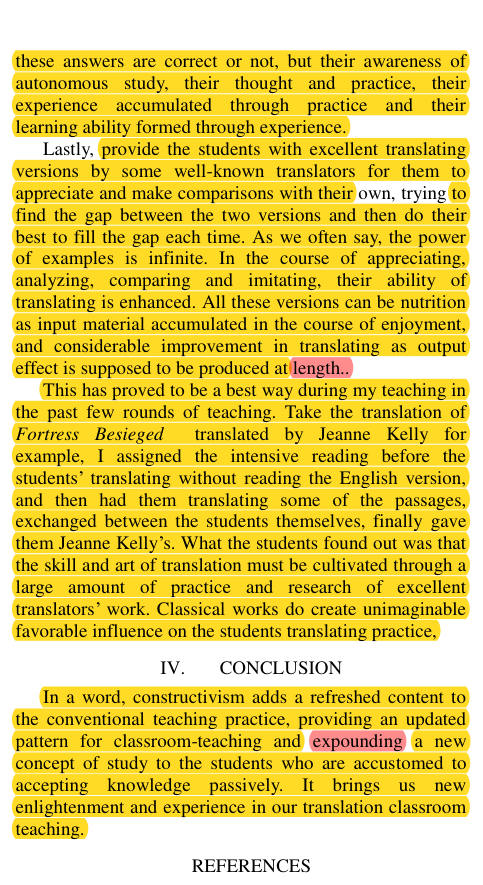 these answers are correct or not, but their awareness of
autonomous study, their thought and practice, their
experience accumulated through practice and their
learning ability formed through experience.
Lastly, provide the students with excellent translating
versions by some well-known translators for them to
appreciate and make comparisons with their own, trying to
find the gap between the two versions and then do their
best to fill the gap each time. As we often say, the power
of examples is infinite. In the course of appreciating,
analyzing, comparing and imitating, their ability of
translating is enhanced. All these versions can be nutrition
as input material accumulated in the course of enjoyment,
and considerable improvement in translating as output
effect is supposed to be produced at length..
This has proved to be a best way during my teaching in
the past few rounds of teaching. Take the translation of
Fortress Besieged translated by Jeanne Kelly for
example, I assigned the intensive reading before the
students’ translating without reading the English version,
and then had them translating some of the passages,
exchanged between the students themselves, finally gave
them Jeanne Kelly’s. What the students found out was that
the skill and art of translation must be cultivated through a
large amount of practice and research of excellent
translators’ work. Classical works do create unimaginable
favorable influence on the students translating practice,
IV. CONCLUSION
In a word, constructivism adds a refreshed content to
the conventional teaching practice, providing an updated
pattern for classroom-teaching and expounding a new
concept of study to the students who are accustomed to
accepting knowledge passively. It brings us new
enlightenment and experience in our translation classroom
teaching.
REFERENCES